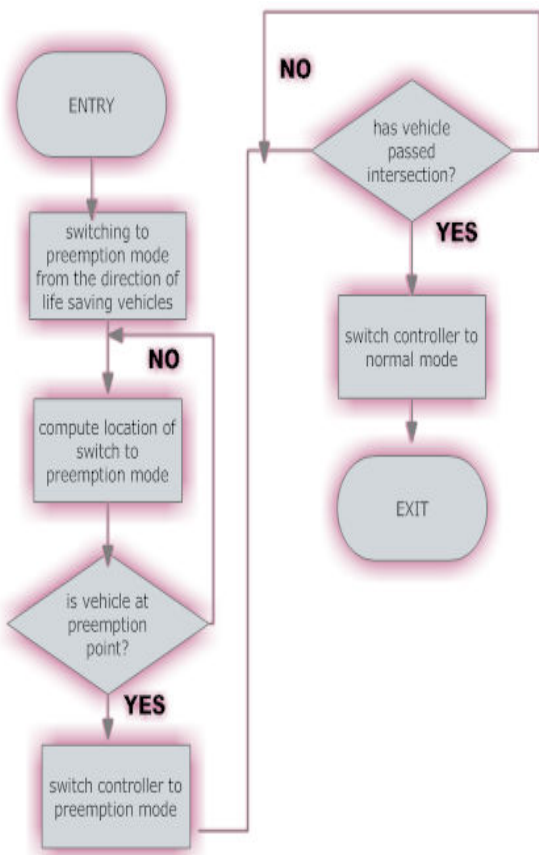 ENTRY
switching to
preemption mode
from the direction of
life saving vehicles
NO
compute location of
switch to
preemption mode
is vehicle at
preemption
point?
YES
switch controller to
preemption mode
NO
has vehicle
passed
intersection?
YES
switch controller to
normal mode
EXIT